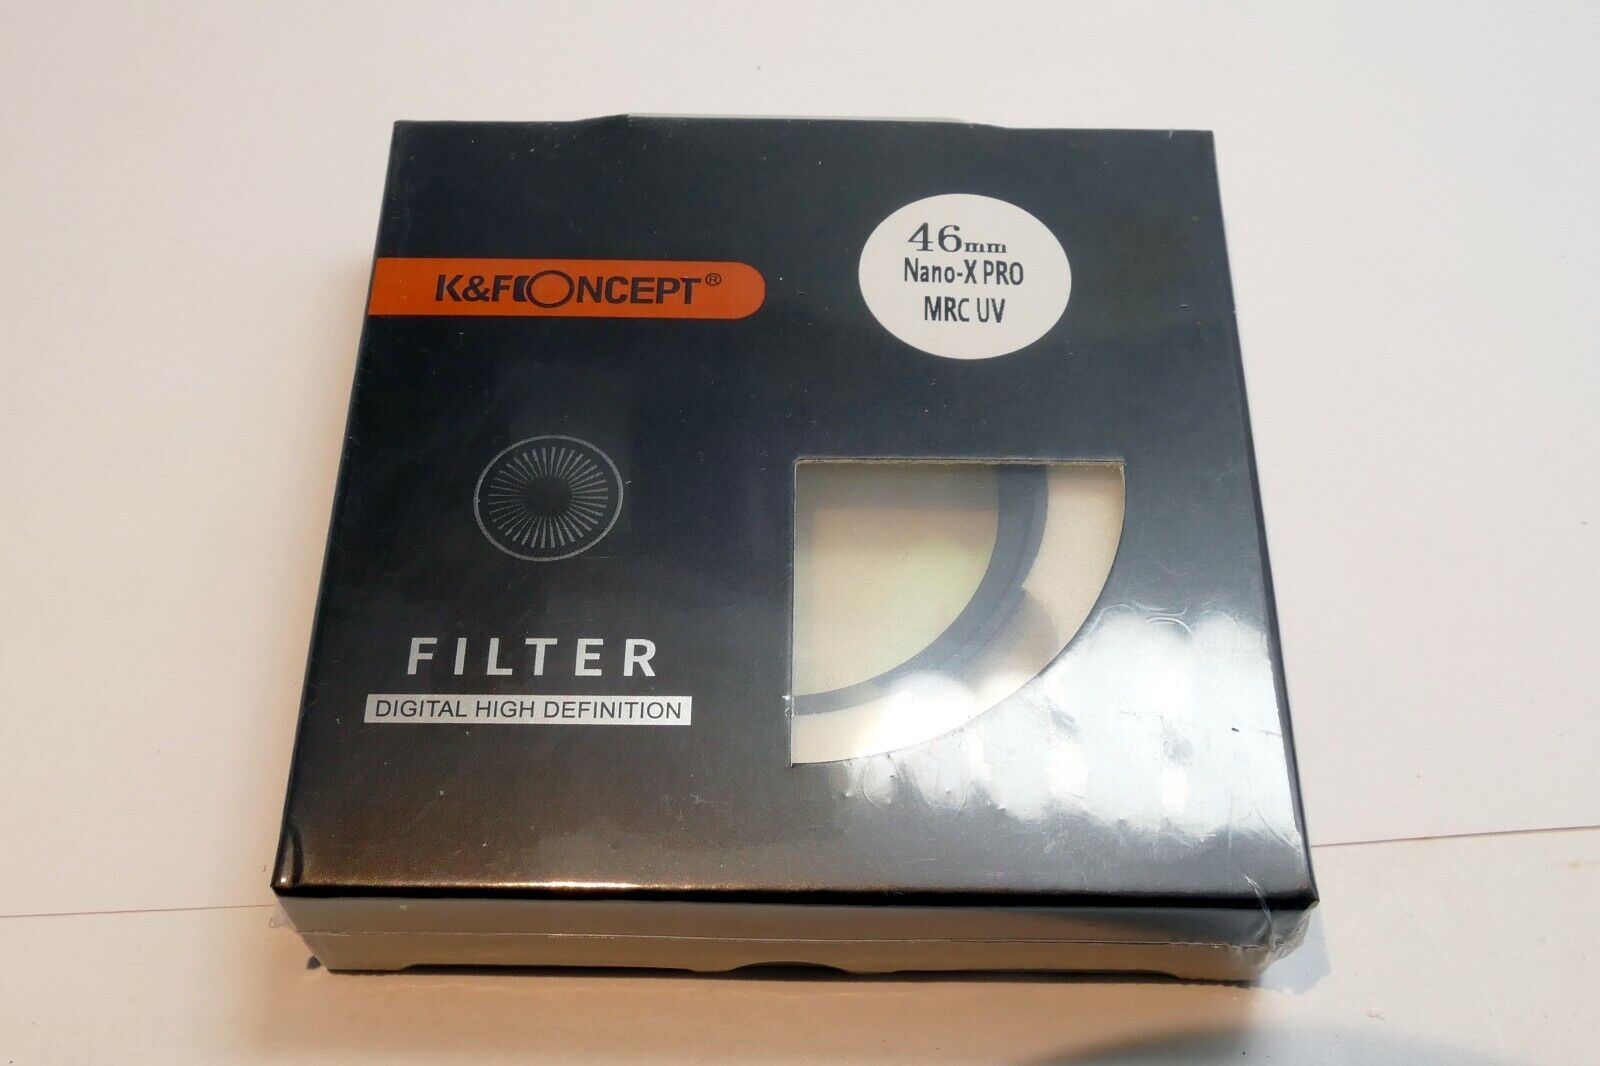 46mm
Nano-X PRO
MRC UV
K&F CONCEPT®
FILTER
DIGITAL HIGH DEFINITION